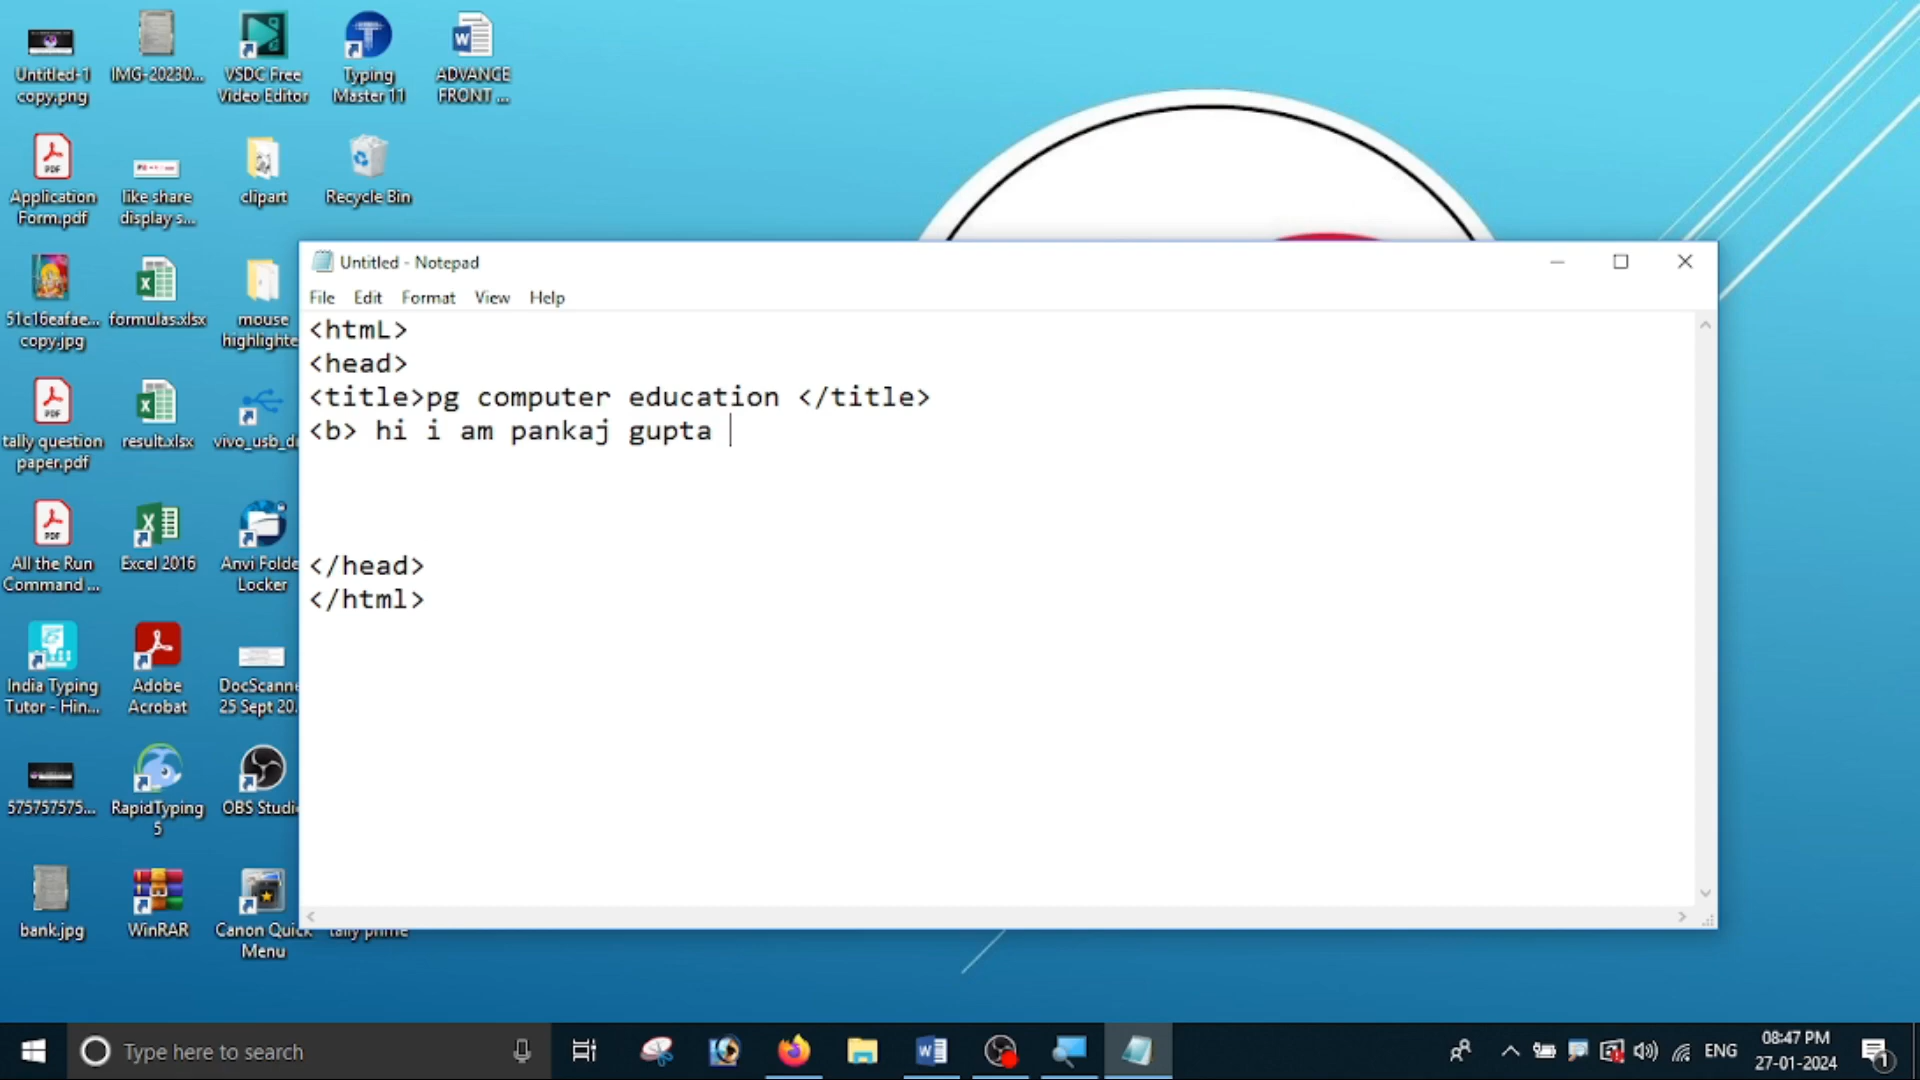 Untitled-1
copy.png
IMG-20230...
VSDC Free
Video Editor
Typing
Master 11
ADVANCE
FRONT ...
Application
Form.pdf
like share
display s...
clipart
Recycle Bin
51c16eafae...
copy.jpg
formulas.xlsx
mouse
highlighte
tally question
paper.pdf
result.xlsx
vivo_usb_d
All the Run
Command ...
Excel 2016
Anvi Folde
Locker
India Typing
Tutor - Hin...
Adobe
Acrobat
DocScanne
25 Sept 20.
575757575...
RapidTyping
5
OBS Studi
bank.jpg
WinRAR
Canon Quick
Menu
tally prime
Untitled - Notepad
File Edit Format View Help
<htmL>
<head>
<title>pg computer education </title>
<b> hi i am pankaj gupta
</head>
</html>
Type here to search
ENG
08:47 PM
27-01-2024
1